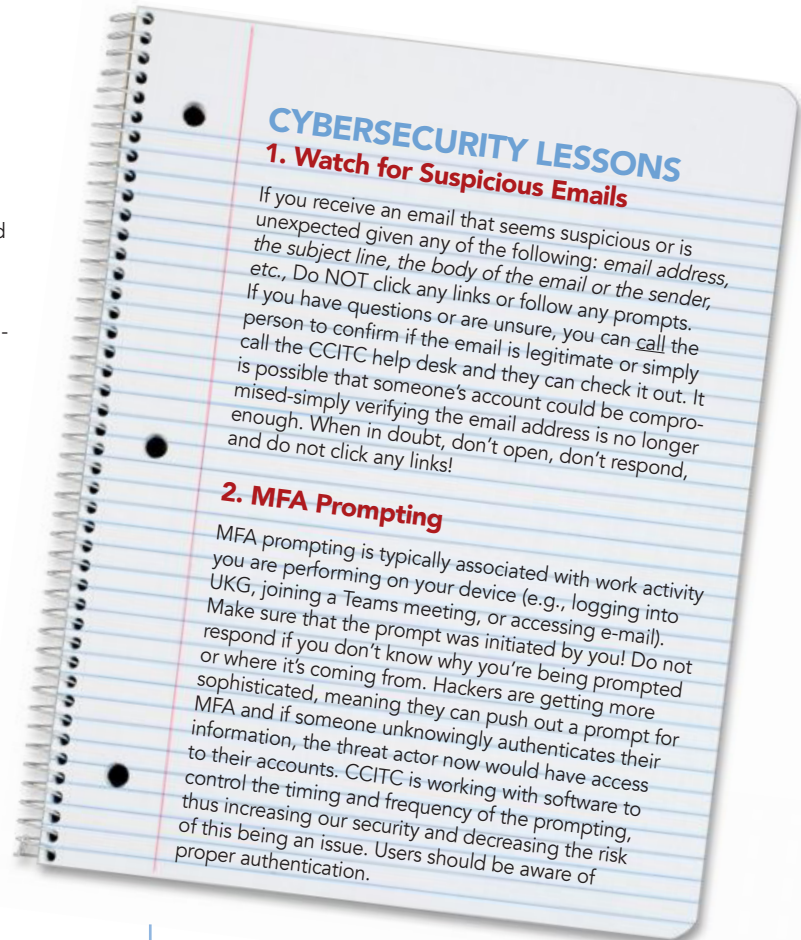 d
-
CYBERSECURITY LESSONS
1. Watch for Suspicious Emails
If you receive an email that seems suspicious or is
unexpected given any of the following: email address,
the subject line, the body of the email or the sender,
etc., Do NOT click any links or follow any prompts.
If you have questions or are unsure, you can call the
person to confirm if the email is legitimate or simply
call the CCITC help desk and they can check it out. It
is possible that someone's account could be compro-
mised-simply verifying the email address is no longer
enough. When in doubt, don't open, don't respond,
and do not click any links!
2. MFA Prompting
MFA prompting is typically associated with work activity
you are performing on your device (e.g., logging into
UKG, joining a Teams meeting, or accessing e-mail).
Make sure that the prompt was initiated by you! Do not
respond if you don't know why you're being prompted
or where it's coming from. Hackers are getting more
sophisticated, meaning they can push out a prompt for
MFA and if someone unknowingly authenticates their
information, the threat actor now would have access
to their accounts. CCITC is working with software to
control the timing and frequency of the prompting,
thus increasing our security and decreasing the risk
of this being an issue. Users should be aware of
proper authentication.